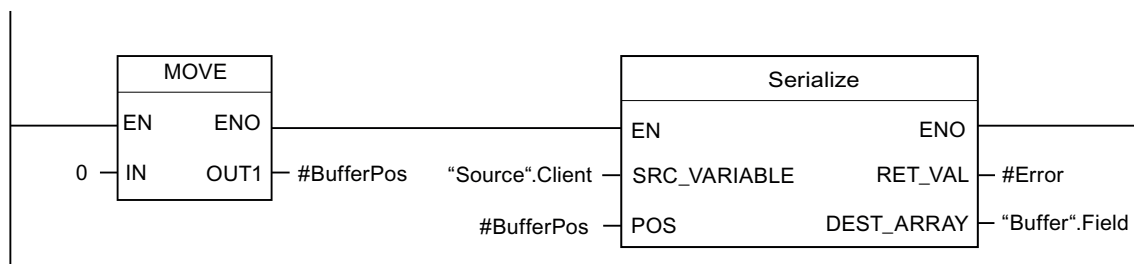 MOVE
Serialize
EN ENO
EN ENO
0 IN OUT1 #BufferPos
“Source“.Client SRC_VARIABLE RET_VAL #Error
#BufferPos POS DEST_ARRAY “Buffer“.Field